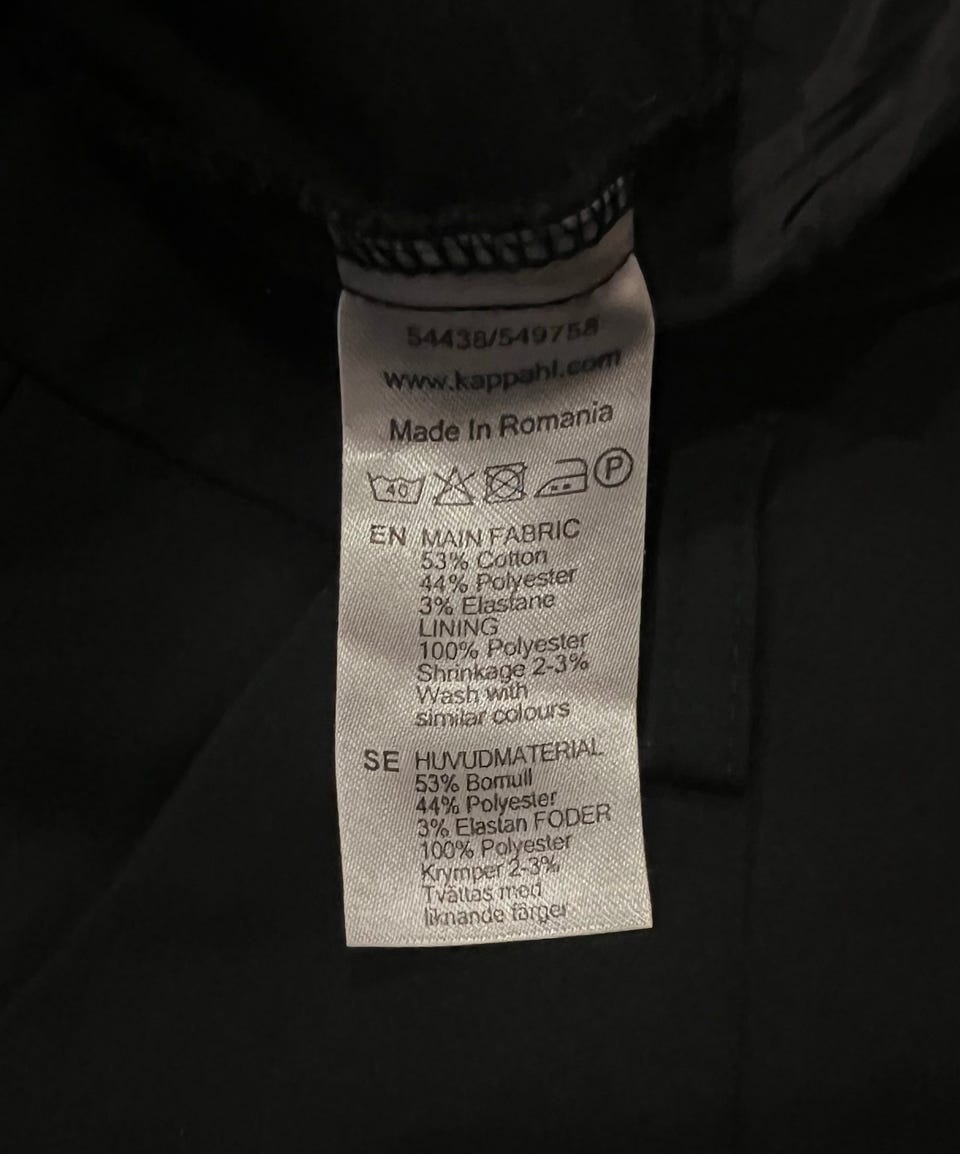 54438/549758
www.kappahl.com
Made In Romania
40 P
EN MAIN FABRIC
53% Cotton
44% Polyester
3% Elastane
LINING
100% Polyester
Shrinkage 2-3%
Wash with
similar colours
SE HUVUDMATERIAL
53% Bomull
44% Polyester
3% Elastan FODER
100% Polyester
Krymper 2-3%
Tvättas med
liknande färger